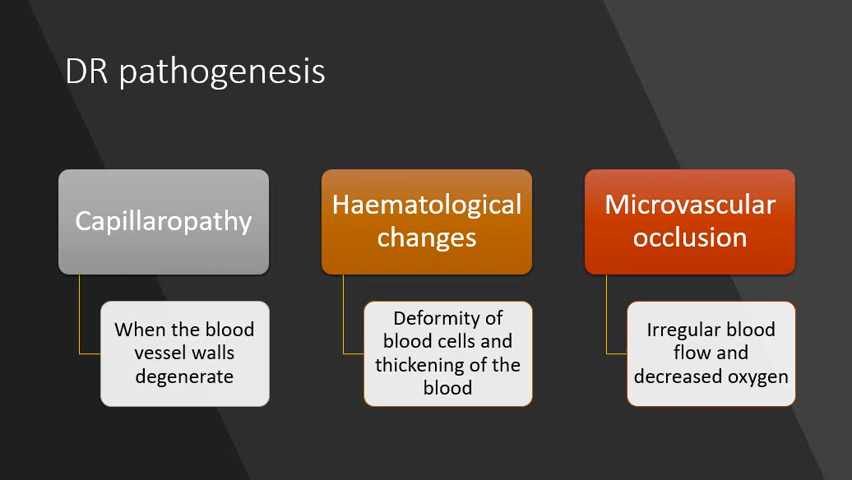 DR pathogenesis
Capillaropathy
When the blood
vessel walls
degenerate
Haematological
changes
Deformity of
blood cells and
thickening of the
blood
Microvascular
occlusion
Irregular blood
flow and
decreased oxygen